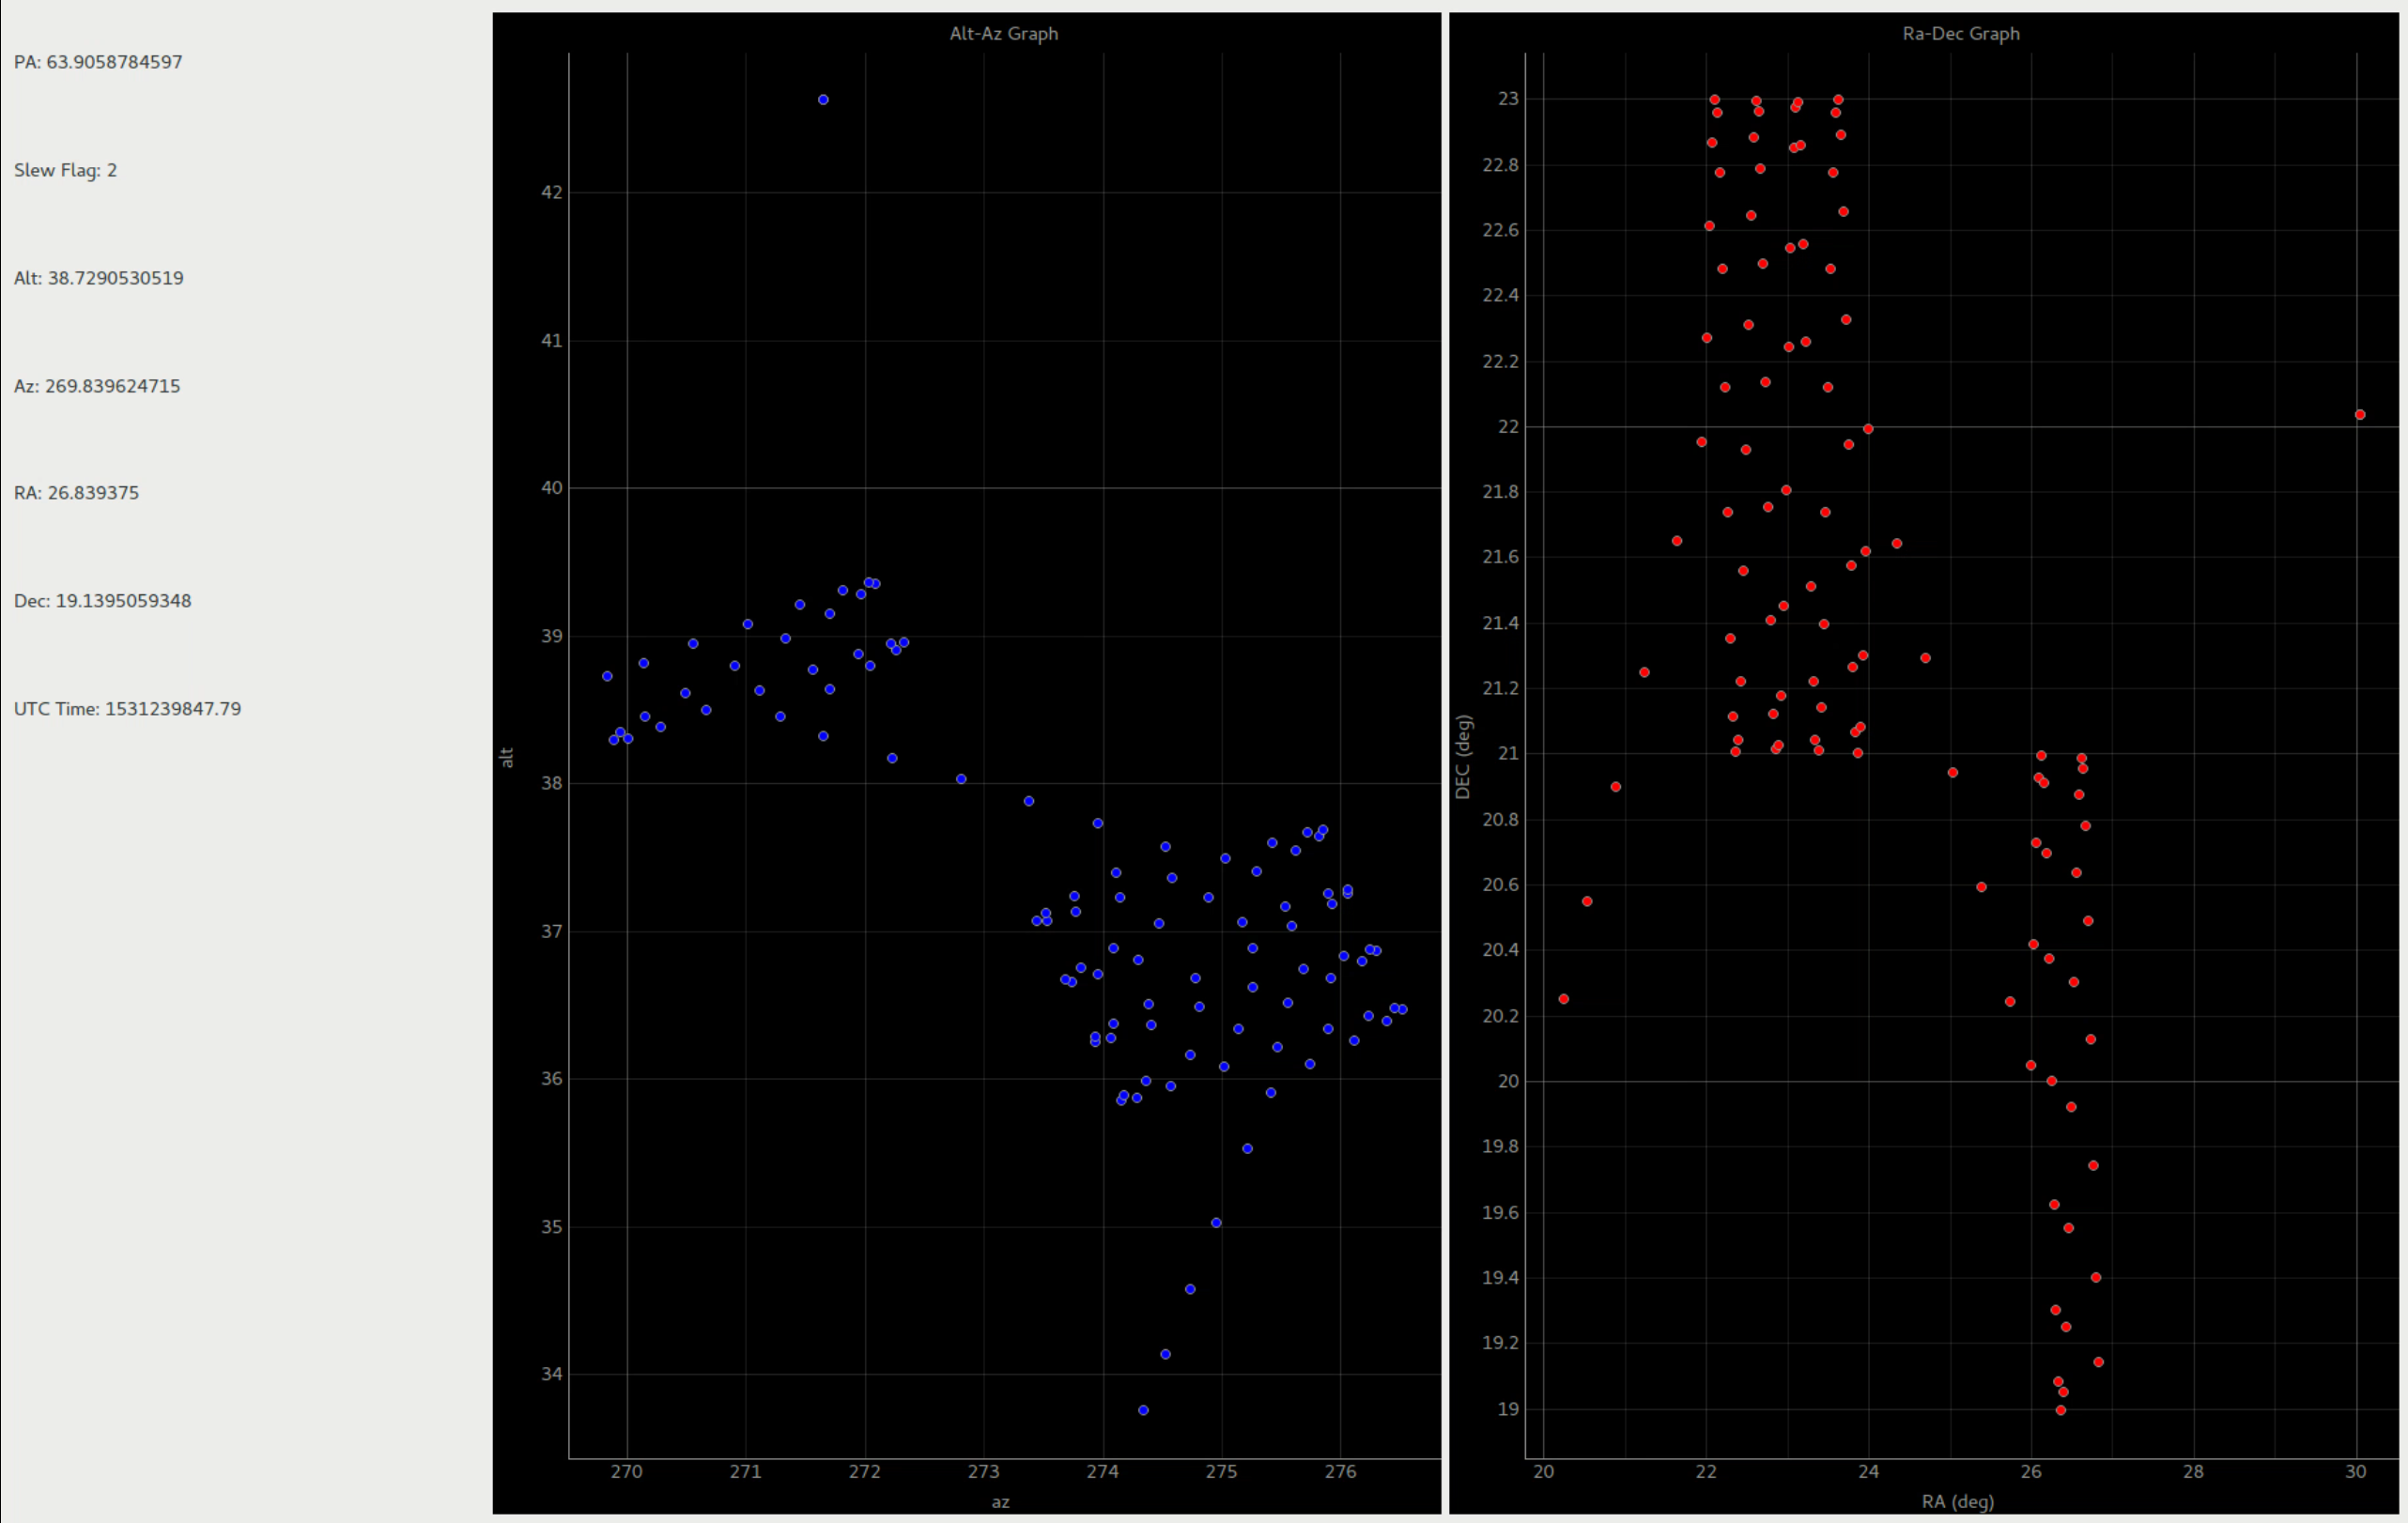 PA: 63.9058784597
Slew Flag: 2
Alt: 38.7290530519
Az: 269.839624715
RA: 26.839375
Dec: 19.1395059348
UTC Time: 1531239847.79
Alt-Az Graph
42
41
40
39
38
37
36
35
34
alt
270 271 272 273 274 275 276
az
Ra-Dec Graph
23
22.8
22.6
22.4
22.2
22
21.8
21.6
21.4
21.2
21
20.8
20.6
20.4
20.2
20
19.8
19.6
19.4
19.2
19
DEC (deg)
20 22 24 26 28 30
RA (deg)